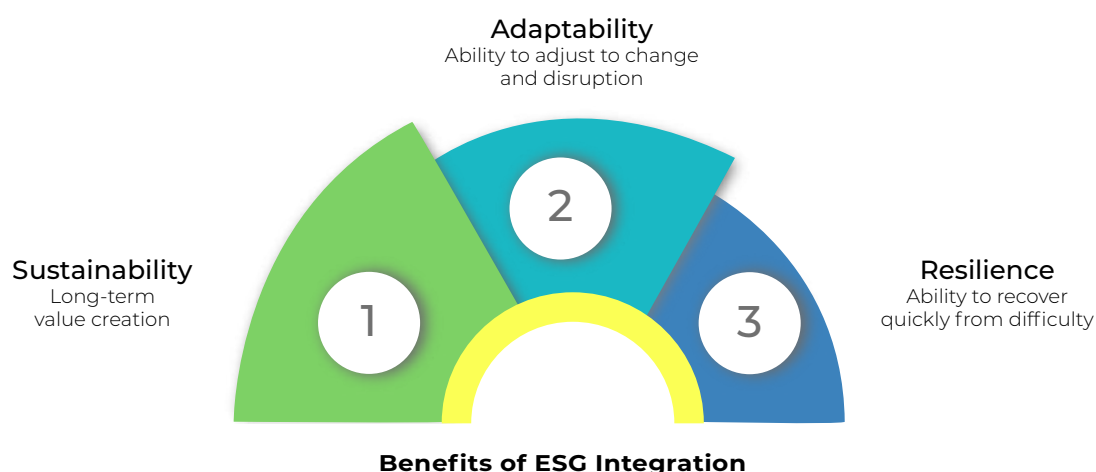 Adaptability
Ability to adjust to change
and disruption
2
Sustainability
Long-term
value creation
1
Resilience
Ability to recover
quickly from difficulty
3
Benefits of ESG Integration